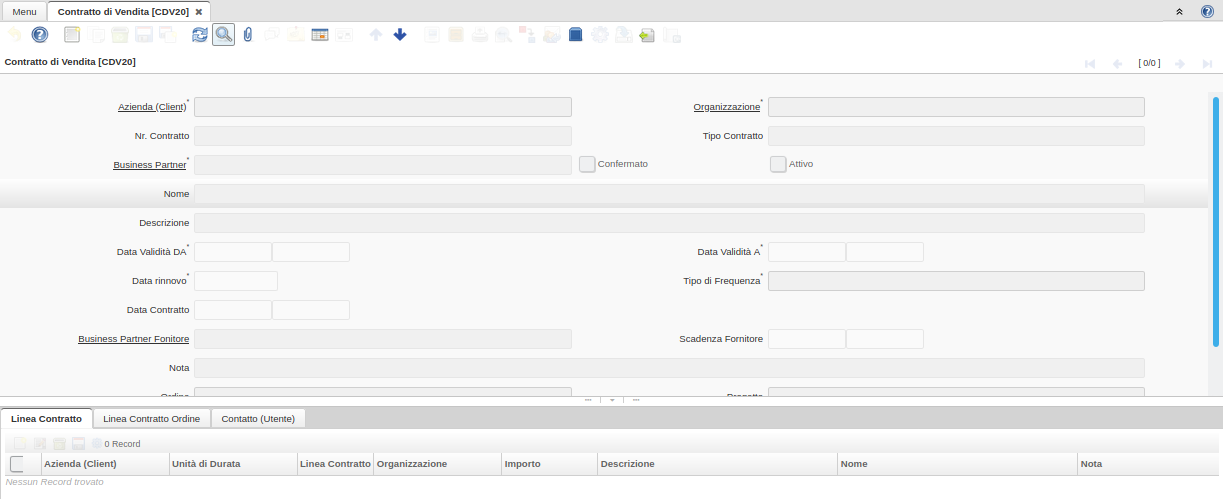 Menu Contratto di Vendita [CDV20]
Contratto di Vendita [CDV20] [ 0/0 ]
Azienda (Client)* Organizzazione*
Nr. Contratto Tipo Contratto
Business Partner* Confermato Attivo
Nome
Descrizione
Data Validità DA* Data Validità A*
Data rinnovo* Tipo di Frequenza*
Data Contratto
Business Partner Fonitore Scadenza Fornitore
Nota
Ordine Progetto
Linea Contratto Linea Contratto Ordine Contatto (Utente)
0 Record
Azienda (Client) Unità di Durata Linea Contratto Organizzazione Importo Descrizione Nome Nota
Nessun Record trovato